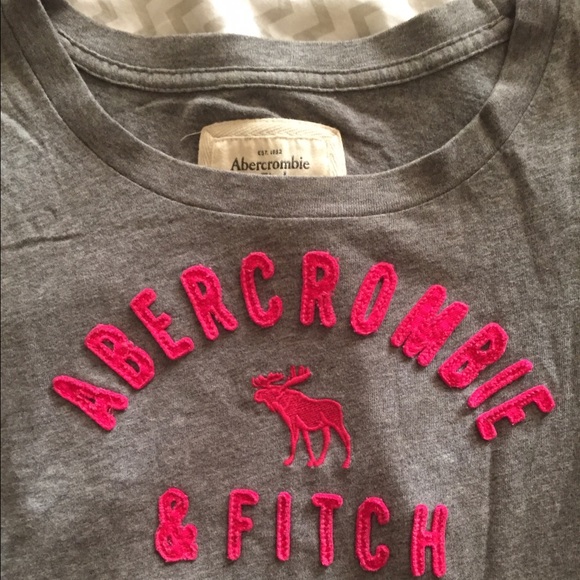 EST. 1892
Abercrombie
ABERCROMBIE
& FITCH